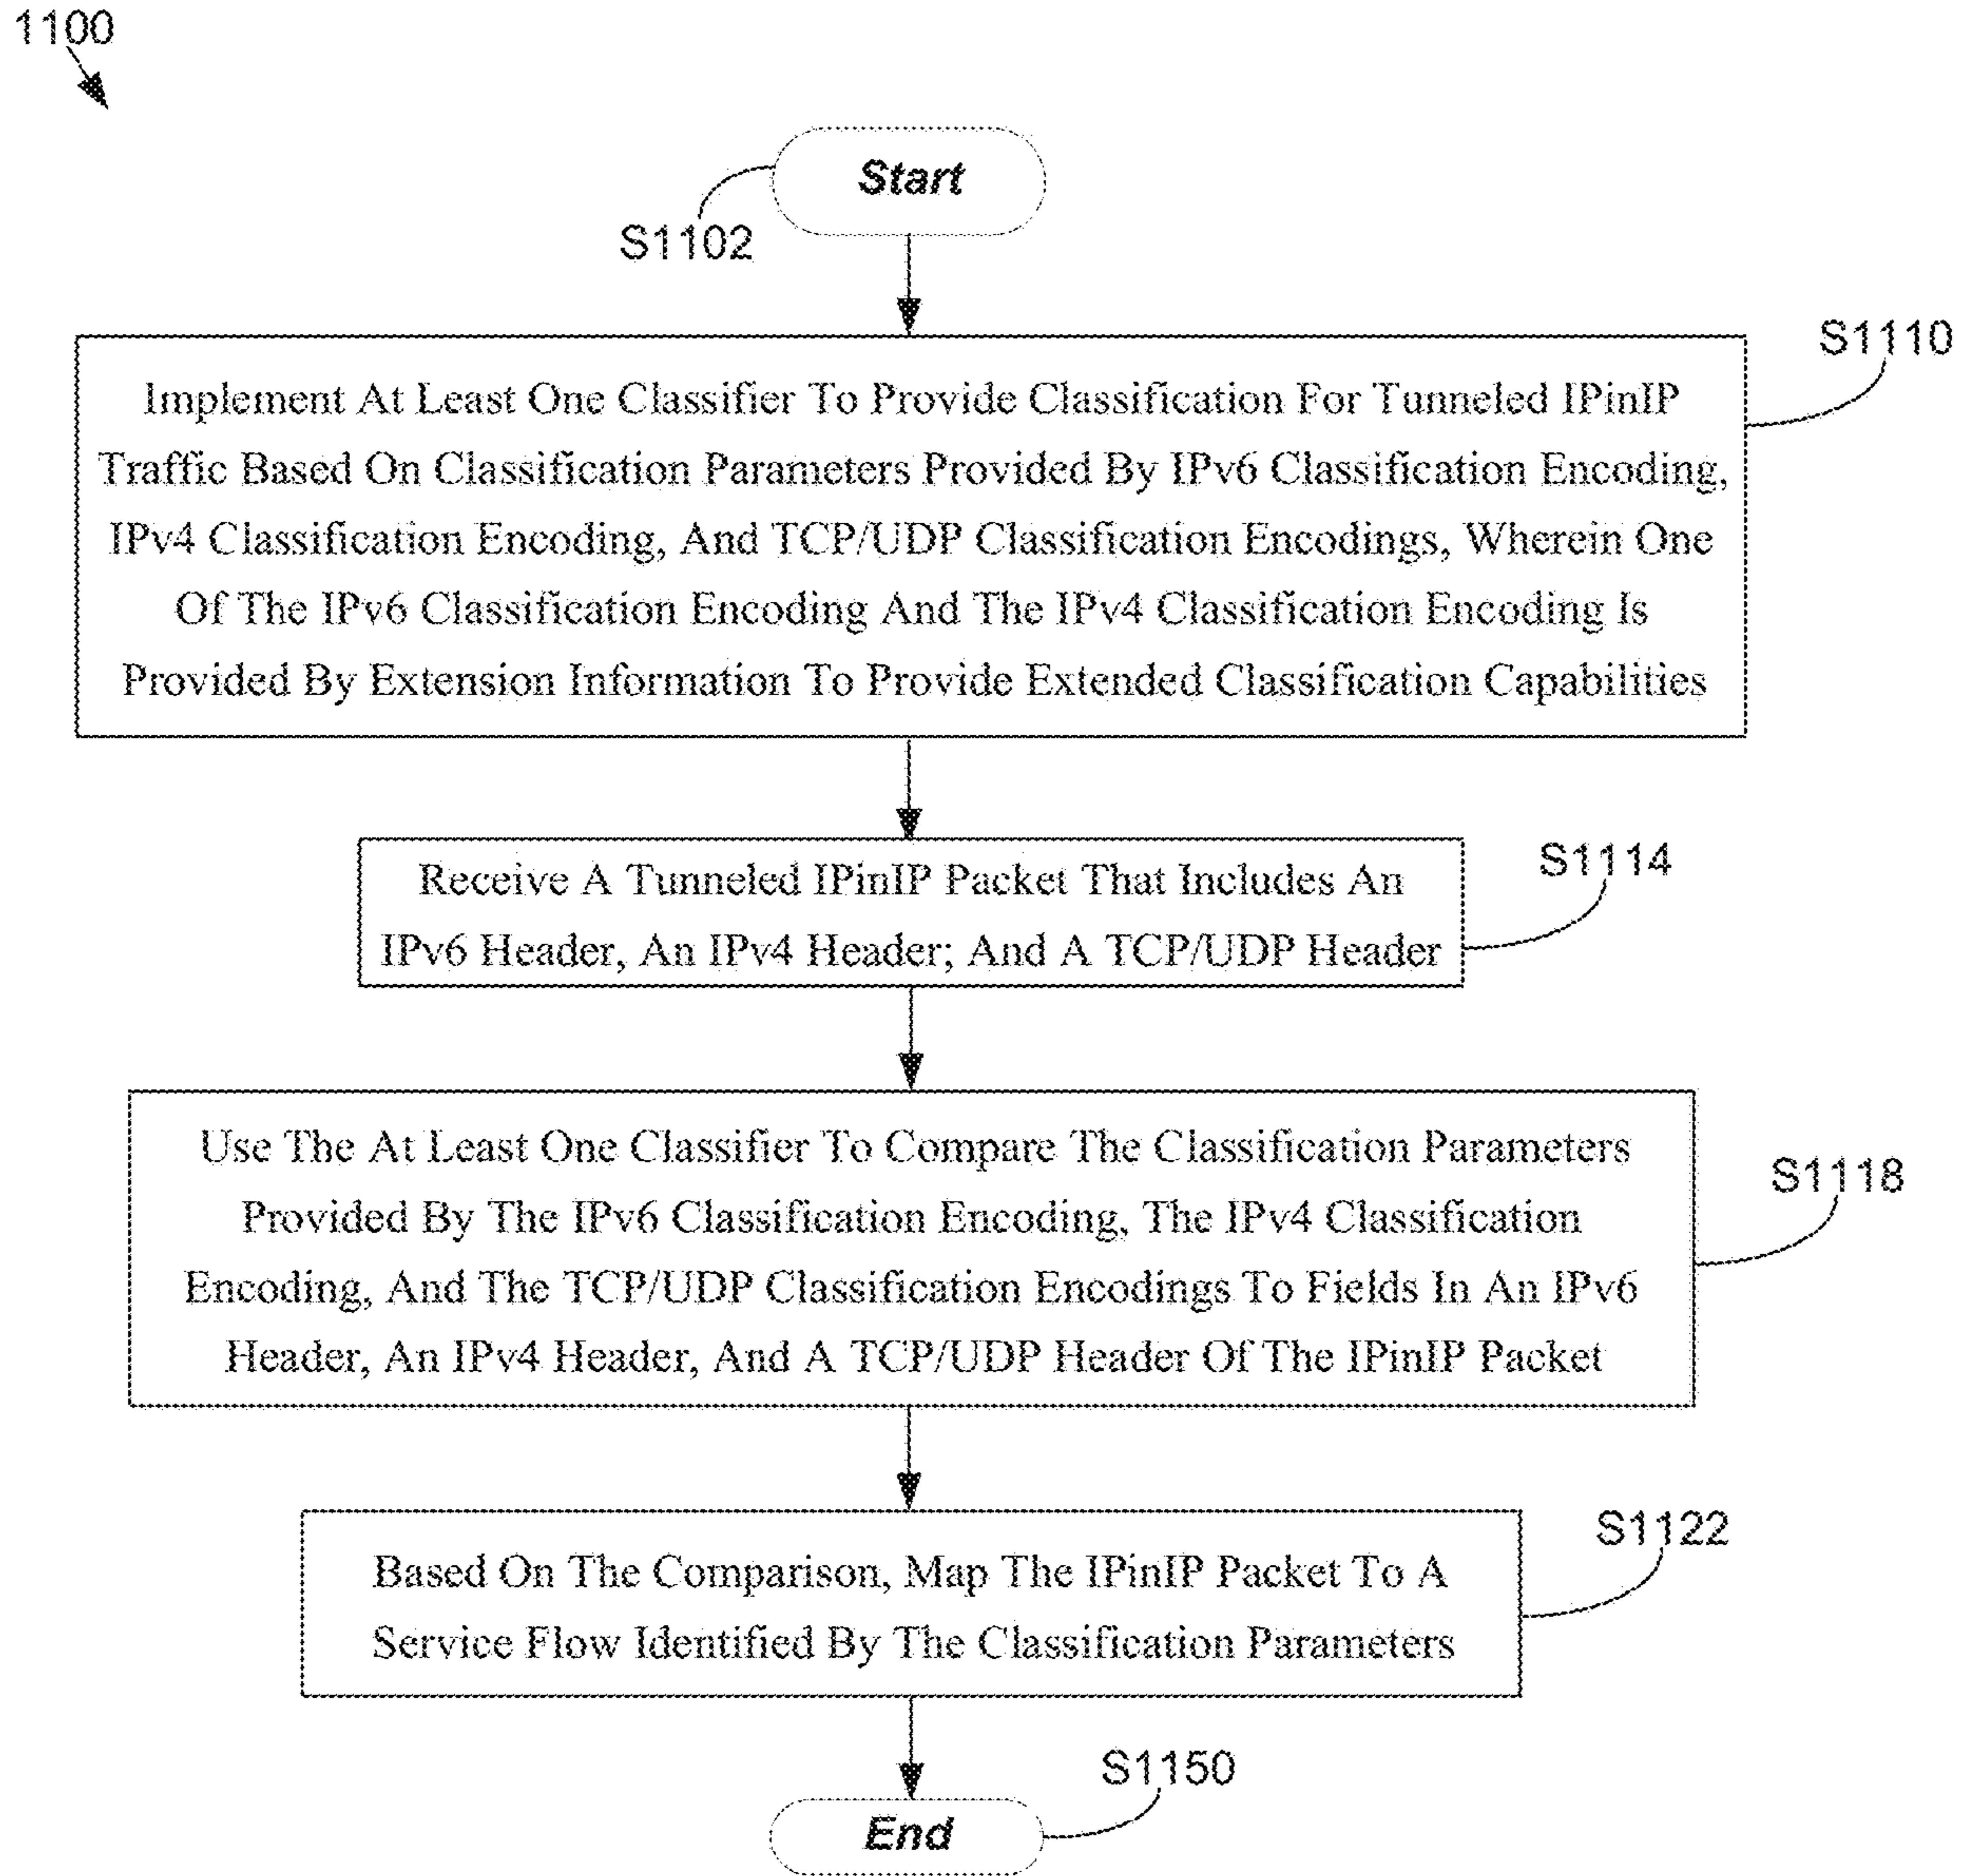 1100
Start
S1102
S1110
Implement At Least One Classifier To Provide Classification For Tunneled IPinIP
Traffic Based On Classification Parameters Provided By IPv6 Classification Encoding,
IPv4 Classification Encoding, And TCP/UDP Classification Encodings, Wherein One
Of The IPv6 Classification Encoding And The IPv4 Classification Encoding Is
Provided By Extension Information To Provide Extended Classification Capabilities
S1114
Receive A Tunneled IPinIP Packet That Includes An
IPv6 Header, An IPv4 Header; And A TCP/UDP Header
Use The At Least One Classifier To Compare The Classification Parameters
S1118
Provided By The IPv6 Classification Encoding, The IPv4 Classification
Encoding, And The TCP/UDP Classification Encodings To Fields In An IPv6
Header, An IPv4 Header, And A TCP/UDP Header Of The IPinIP Packet
S1122
Based On The Comparison, Map The IPinIP Packet To A
Service Flow Identified By The Classification Parameters
S1150
End